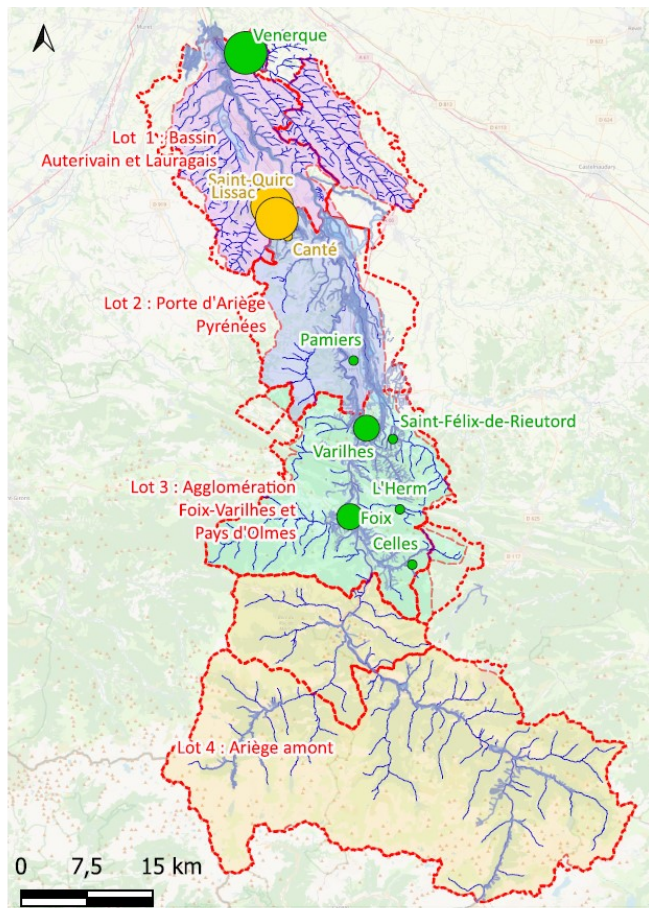 Venerque
Lot 1 : Bassin
Auterivain et Lauragais
Saint-Quirc
Lissac
Canté
Lot 2 : Porte d'Ariège
Pyrénées
Pamiers
Saint-Félix-de-Rieutord
Varilhes
L'Herm
Lot 3 : Agglomération
Foix-Varilhes et
Pays d'Olmes
Foix
Celles
Lot 4 : Ariège amont
0 7,5 15 km